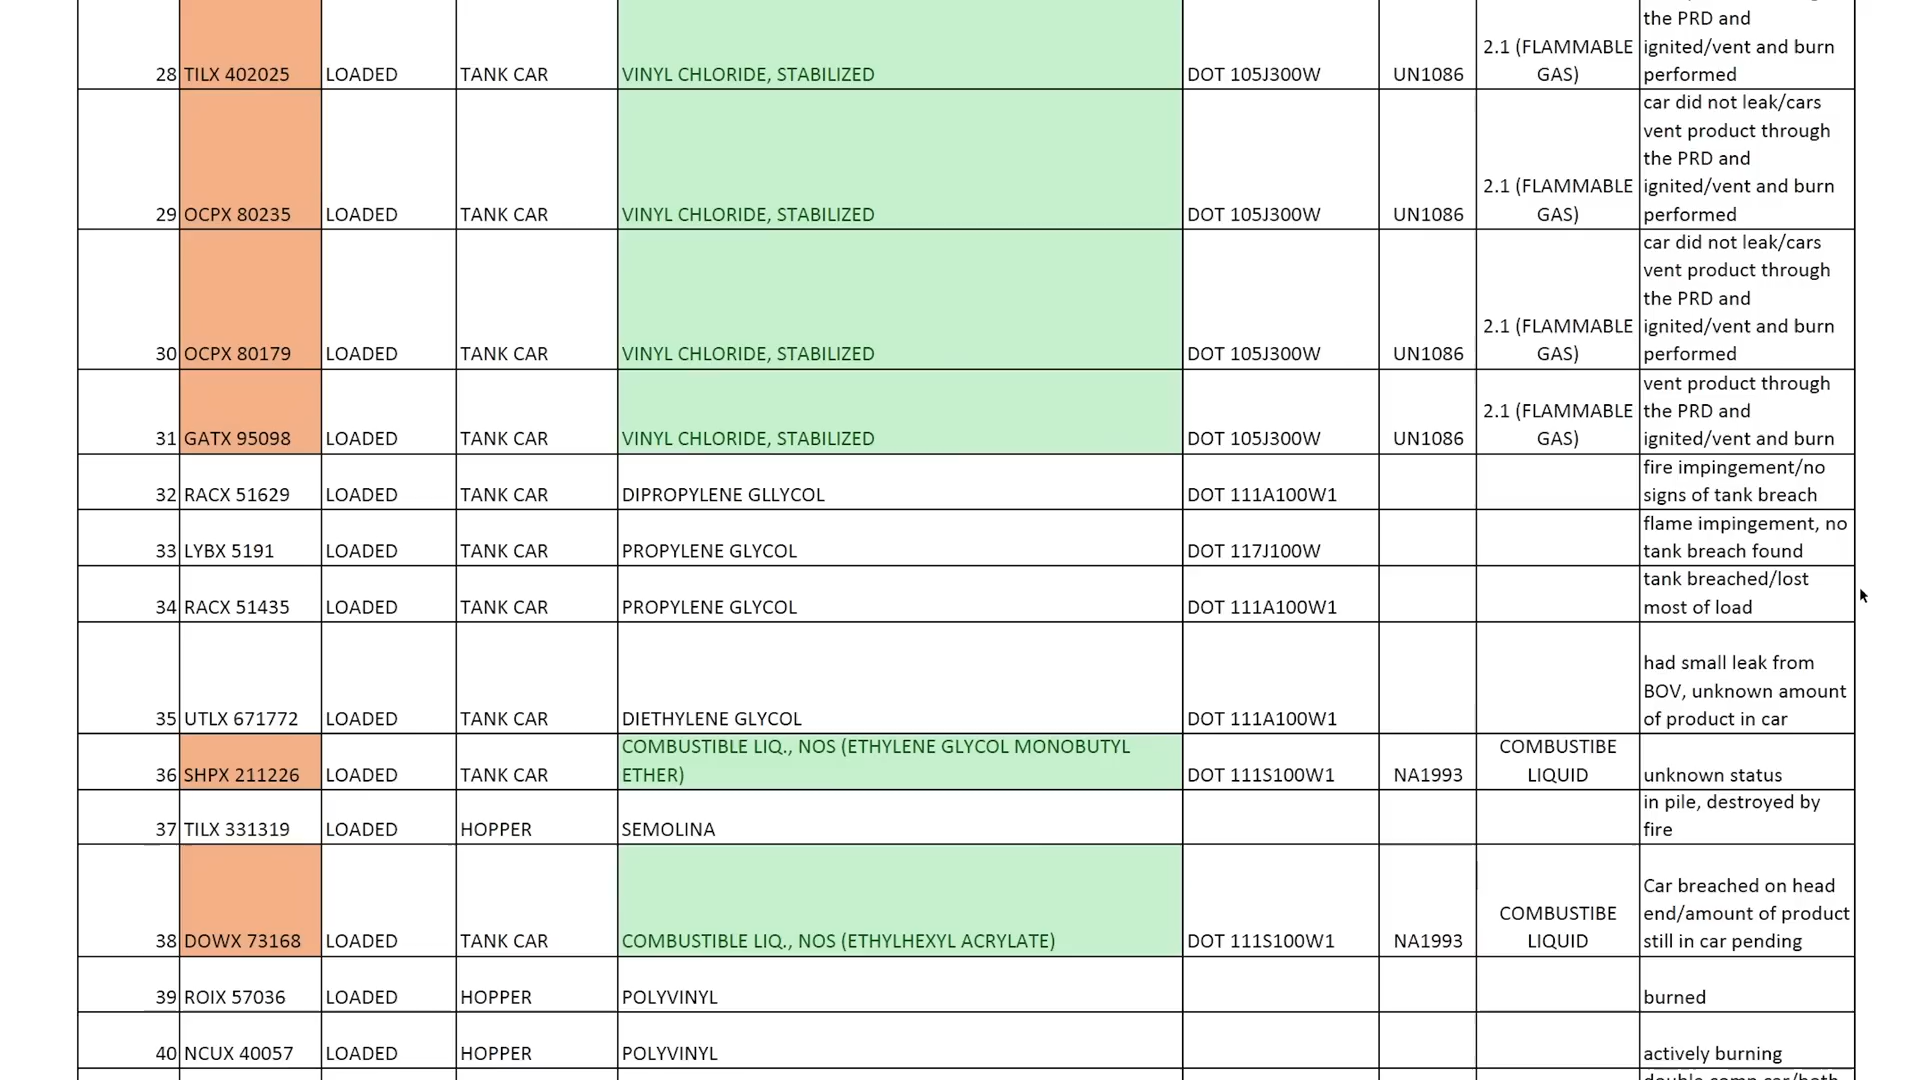 the PRD and
ignited/vent and burn
performed
28 TILX 402025 LOADED TANK CAR VINYL CHLORIDE, STABILIZED DOT 105J300W UN1086 2.1 (FLAMMABLE GAS)
car did not leak/cars
vent product through
the PRD and
ignited/vent and burn
performed
29 OCPX 80235 LOADED TANK CAR VINYL CHLORIDE, STABILIZED DOT 105J300W UN1086 2.1 (FLAMMABLE GAS)
car did not leak/cars
vent product through
the PRD and
ignited/vent and burn
performed
30 OCPX 80179 LOADED TANK CAR VINYL CHLORIDE, STABILIZED DOT 105J300W UN1086 2.1 (FLAMMABLE GAS)
vent product through
the PRD and
ignited/vent and burn
31 GATX 95098 LOADED TANK CAR VINYL CHLORIDE, STABILIZED DOT 105J300W UN1086 2.1 (FLAMMABLE GAS)
fire impingement/no
signs of tank breach
32 RACX 51629 LOADED TANK CAR DIPROPYLENE GLLYCOL DOT 111A100W1
flame impingement, no
tank breach found
33 LYBX 5191 LOADED TANK CAR PROPYLENE GLYCOL DOT 117J100W
tank breached/lost
most of load
34 RACX 51435 LOADED TANK CAR PROPYLENE GLYCOL DOT 111A100W1
had small leak from
BOV, unknown amount
of product in car
35 UTLX 671772 LOADED TANK CAR DIETHYLENE GLYCOL DOT 111A100W1
COMBUSTIBLE LIQ., NOS (ETHYLENE GLYCOL MONOBUTYL
ETHER)
36 SHPX 211226 LOADED TANK CAR DOT 111S100W1 NA1993 COMBUSTIBE LIQUID unknown status
in pile, destroyed by
fire
37 TILX 331319 LOADED HOPPER SEMOLINA
Car breached on head
end/amount of product
still in car pending
38 DOWX 73168 LOADED TANK CAR COMBUSTIBLE LIQ., NOS (ETHYLHEXYL ACRYLATE) DOT 111S100W1 NA1993 COMBUSTIBE LIQUID
39 ROIX 57036 LOADED HOPPER POLYVINYL burned
40 NCUX 40057 LOADED HOPPER POLYVINYL actively burning